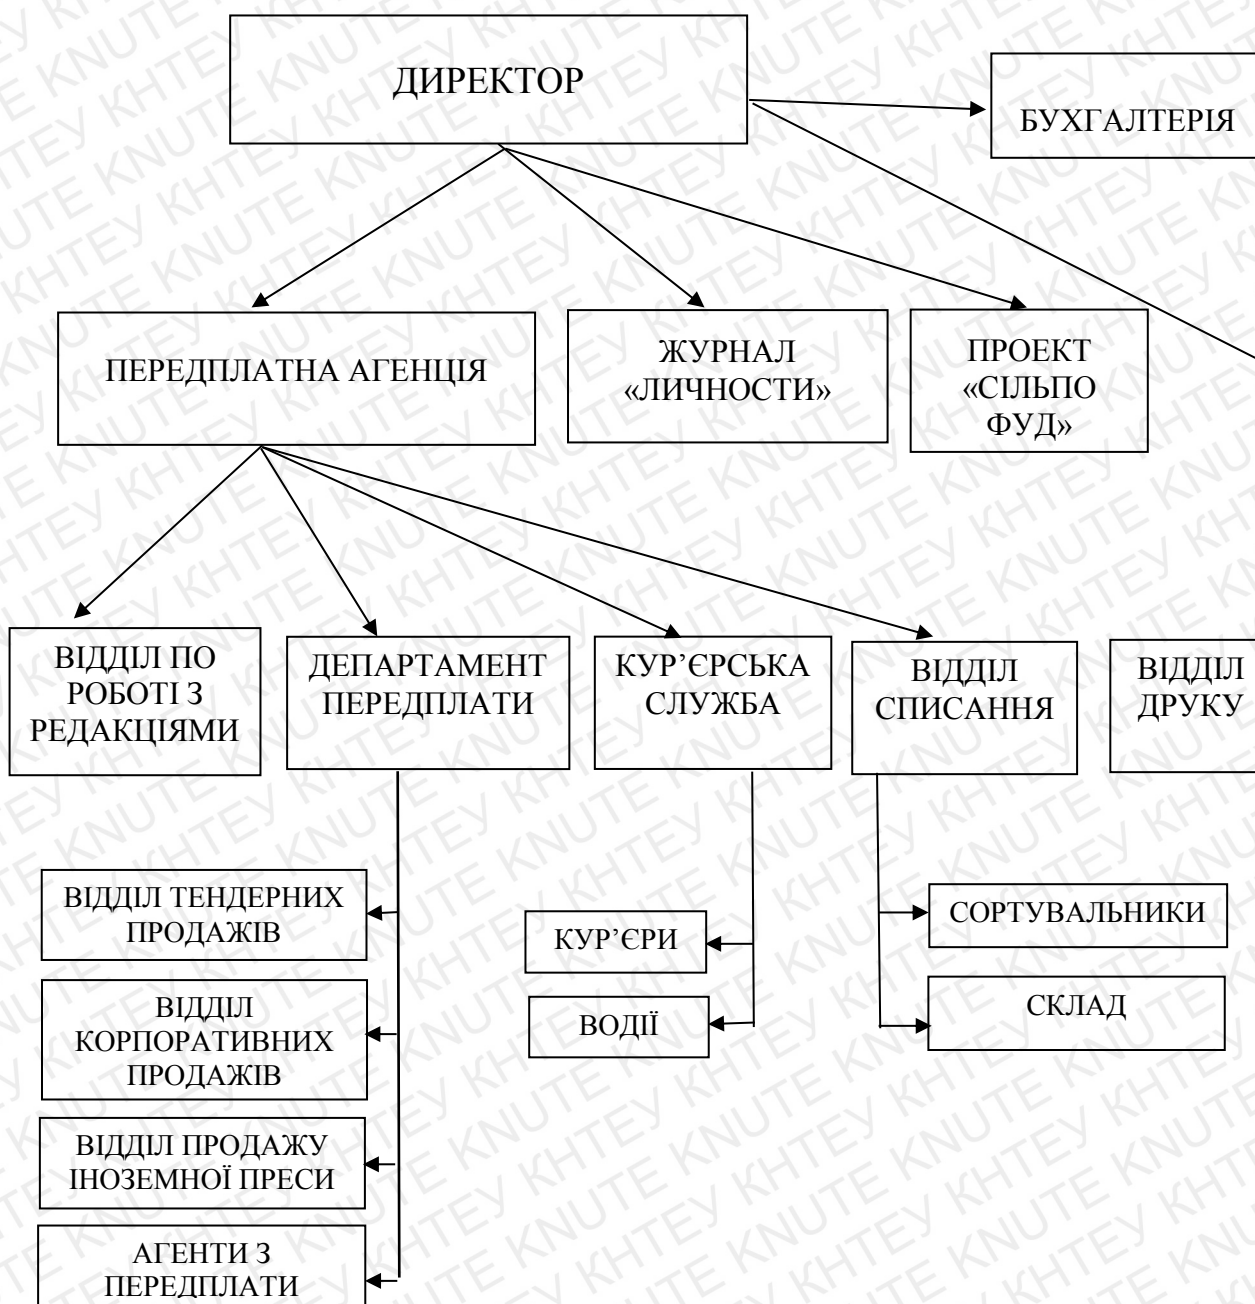 ДИРЕКТОР
БУХГАЛТЕРІЯ
ПЕРЕДПЛАТНА АГЕНЦІЯ
ЖУРНАЛ
«ЛИЧНОСТИ»
ПРОЕКТ
«СІЛЬПО
ФУД»
ВІДДІЛ ПО
РОБОТІ З
РЕДАКЦІЯМИ
ДЕПАРТАМЕНТ
ПЕРЕДПЛАТИ
КУР’ЄРСЬКА
СЛУЖБА
ВІДДІЛ
СПИСАННЯ
ВІДДІЛ
ДРУКУ
ВІДДІЛ ТЕНДЕРНИХ
ПРОДАЖІВ
ВІДДІЛ
КОРПОРАТИВНИХ
ПРОДАЖІВ
ВІДДІЛ ПРОДАЖУ
ІНОЗЕМНОЇ ПРЕСИ
АГЕНТИ З
ПЕРЕДПЛАТИ
КУР’ЄРИ
ВОДІЇ
СОРТУВАЛЬНИКИ
СКЛАД